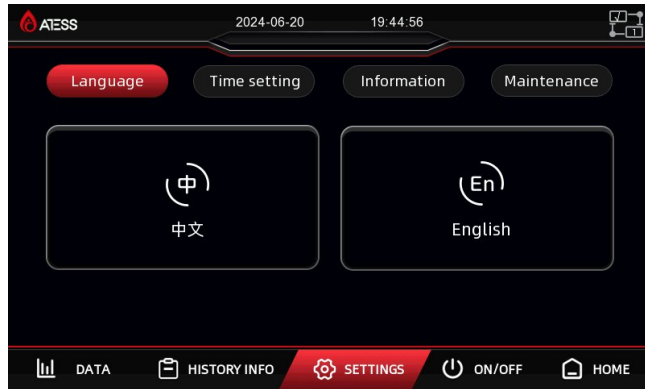 ATESS 2024-06-20 19:44:56
1
Language Time setting Information Maintenance
中 En
中文 English
DATA HISTORY INFO SETTINGS ON/OFF HOME